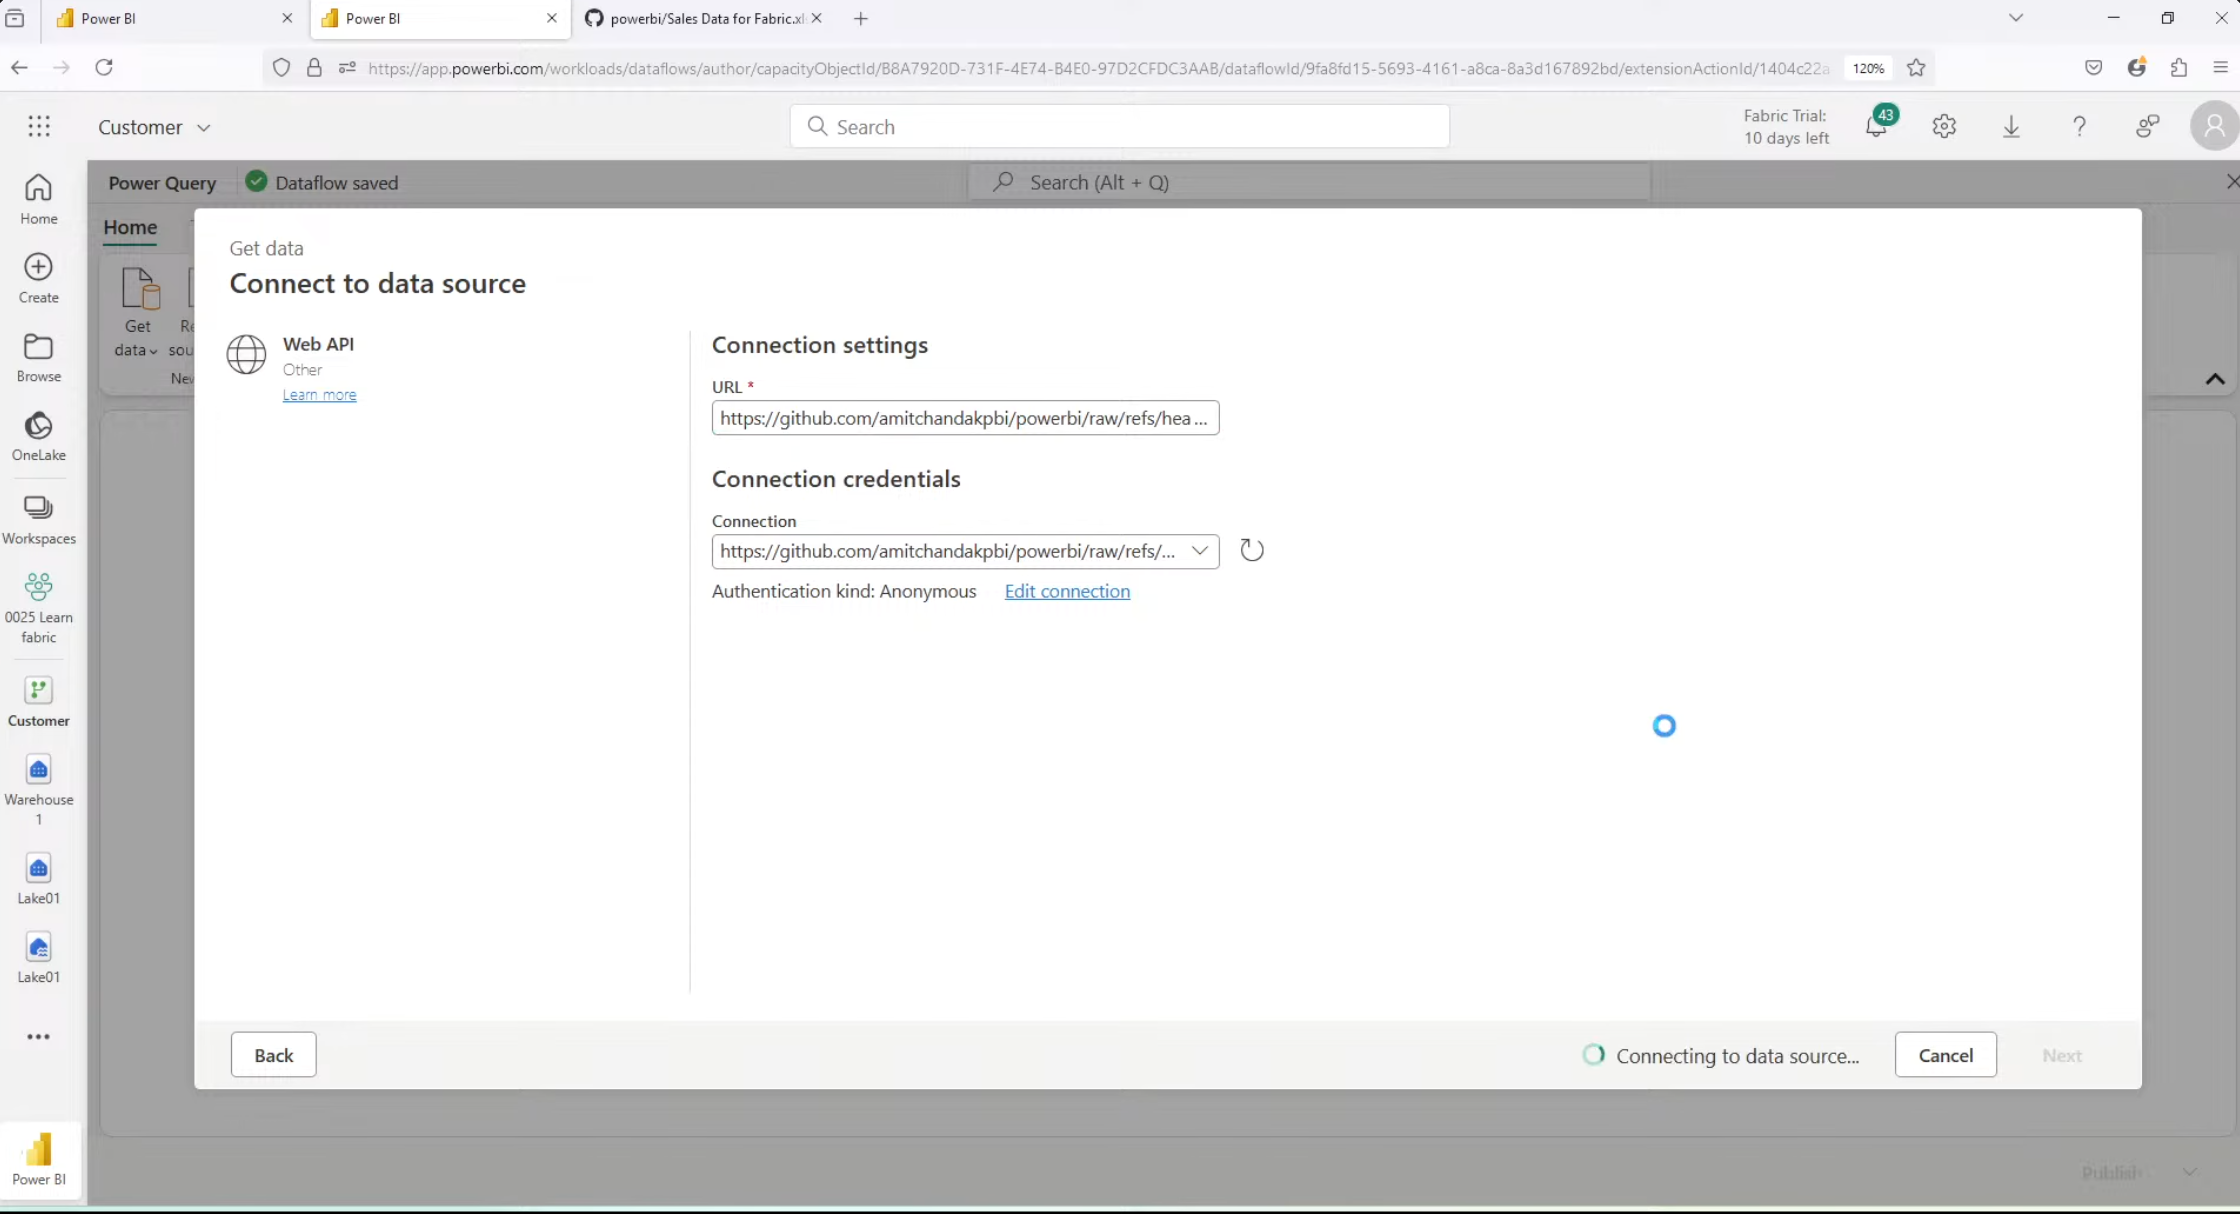 Power BI
Power BI
powerbi/Sales Data for Fabric.xl
https://app.powerbi.com/workloads/dataflows/author/capacityObjectId/B8A7920D-731F-4E74-B4E0-97D2CFDC3AAB/dataflowId/9fa8fd15-5693-4161-a8ca-8a3d167892bd/extensionActionId/1404c22a
120%
Customer
Search
Fabric Trial:
10 days left
43
Power Query
Dataflow saved
Search (Alt + Q)
Home
Home
Create
Browse
OneLake
Workspaces
0025 Learn
fabric
Customer
Warehouse
1
Lake01
Lake01
Power BI
Get
data
Re
sou
New
Get data
Connect to data source
Web API
Other
Learn more
Connection settings
URL *
https://github.com/amitchandakpbi/powerbi/raw/refs/hea ...
Connection credentials
Connection
https://github.com/amitchandakpbi/powerbi/raw/refs/...
Authentication kind: Anonymous
Edit connection
Back
Connecting to data source...
Cancel
Next
Publish